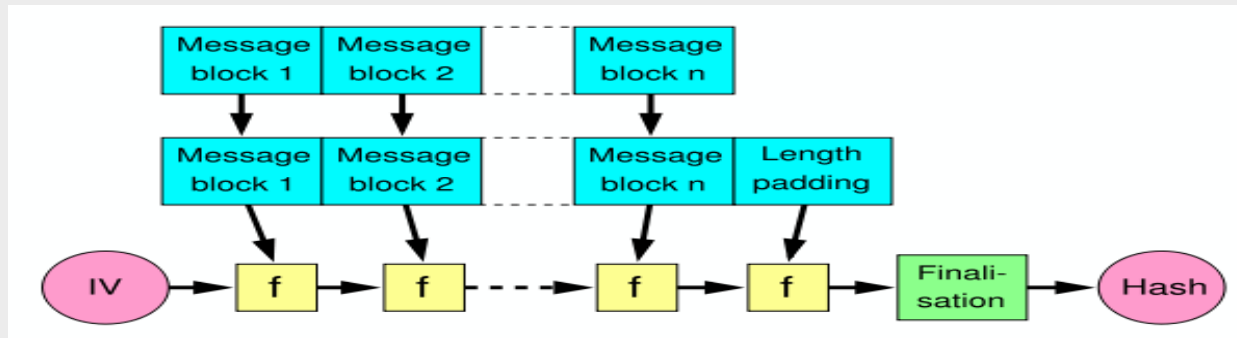 Message Message Message
block 1 block 2 block n
Message Message Message Length
block 1 block 2 block n padding
IV f f f f Finali-
sation Hash